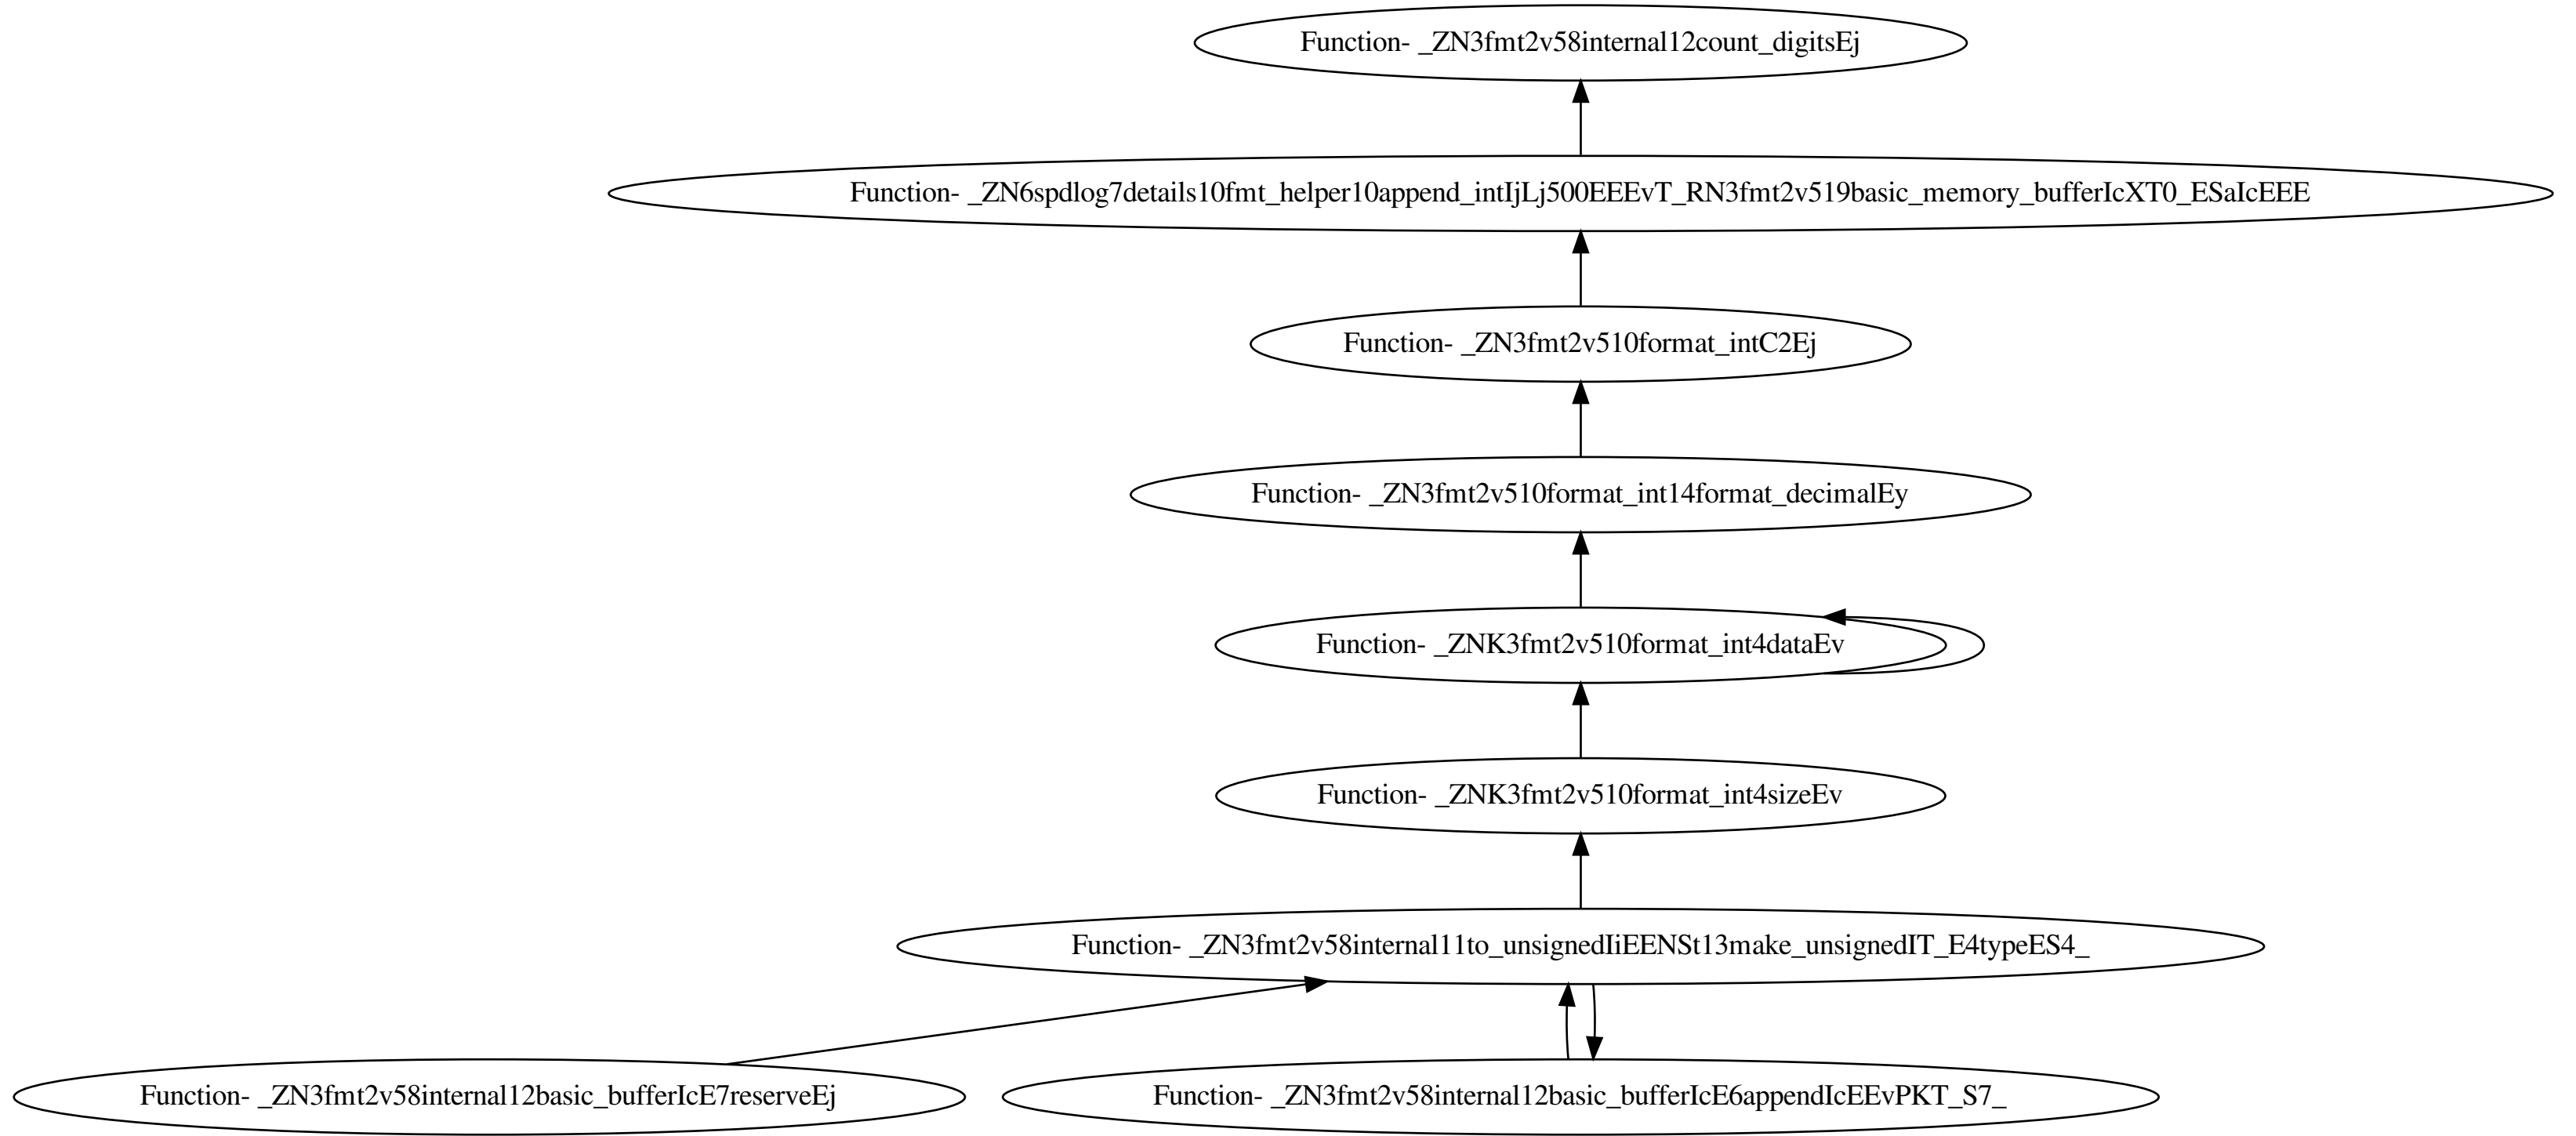 Function- _ZN3fmt2v58internal12count_digitsEj
Function- _ZN6spdlog7details10fmt_helper10append_intIjLj500EEEvT_RN3fmt2v519basic_memory_bufferIcXT0_ESaIcEEE
Function- _ZN3fmt2v510format_intC2Ej
Function- _ZN3fmt2v510format_int14format_decimalEy
Function- _ZNK3fmt2v510format_int4dataEv
Function- _ZNK3fmt2v510format_int4sizeEv
Function- _ZN3fmt2v58internal11to_unsignedIiEENSt13make_unsignedIT_E4typeES4_
Function- _ZN3fmt2v58internal12basic_bufferIcE7reserveEj
Function- _ZN3fmt2v58internal12basic_bufferIcE6appendIcEEvPKT_S7_